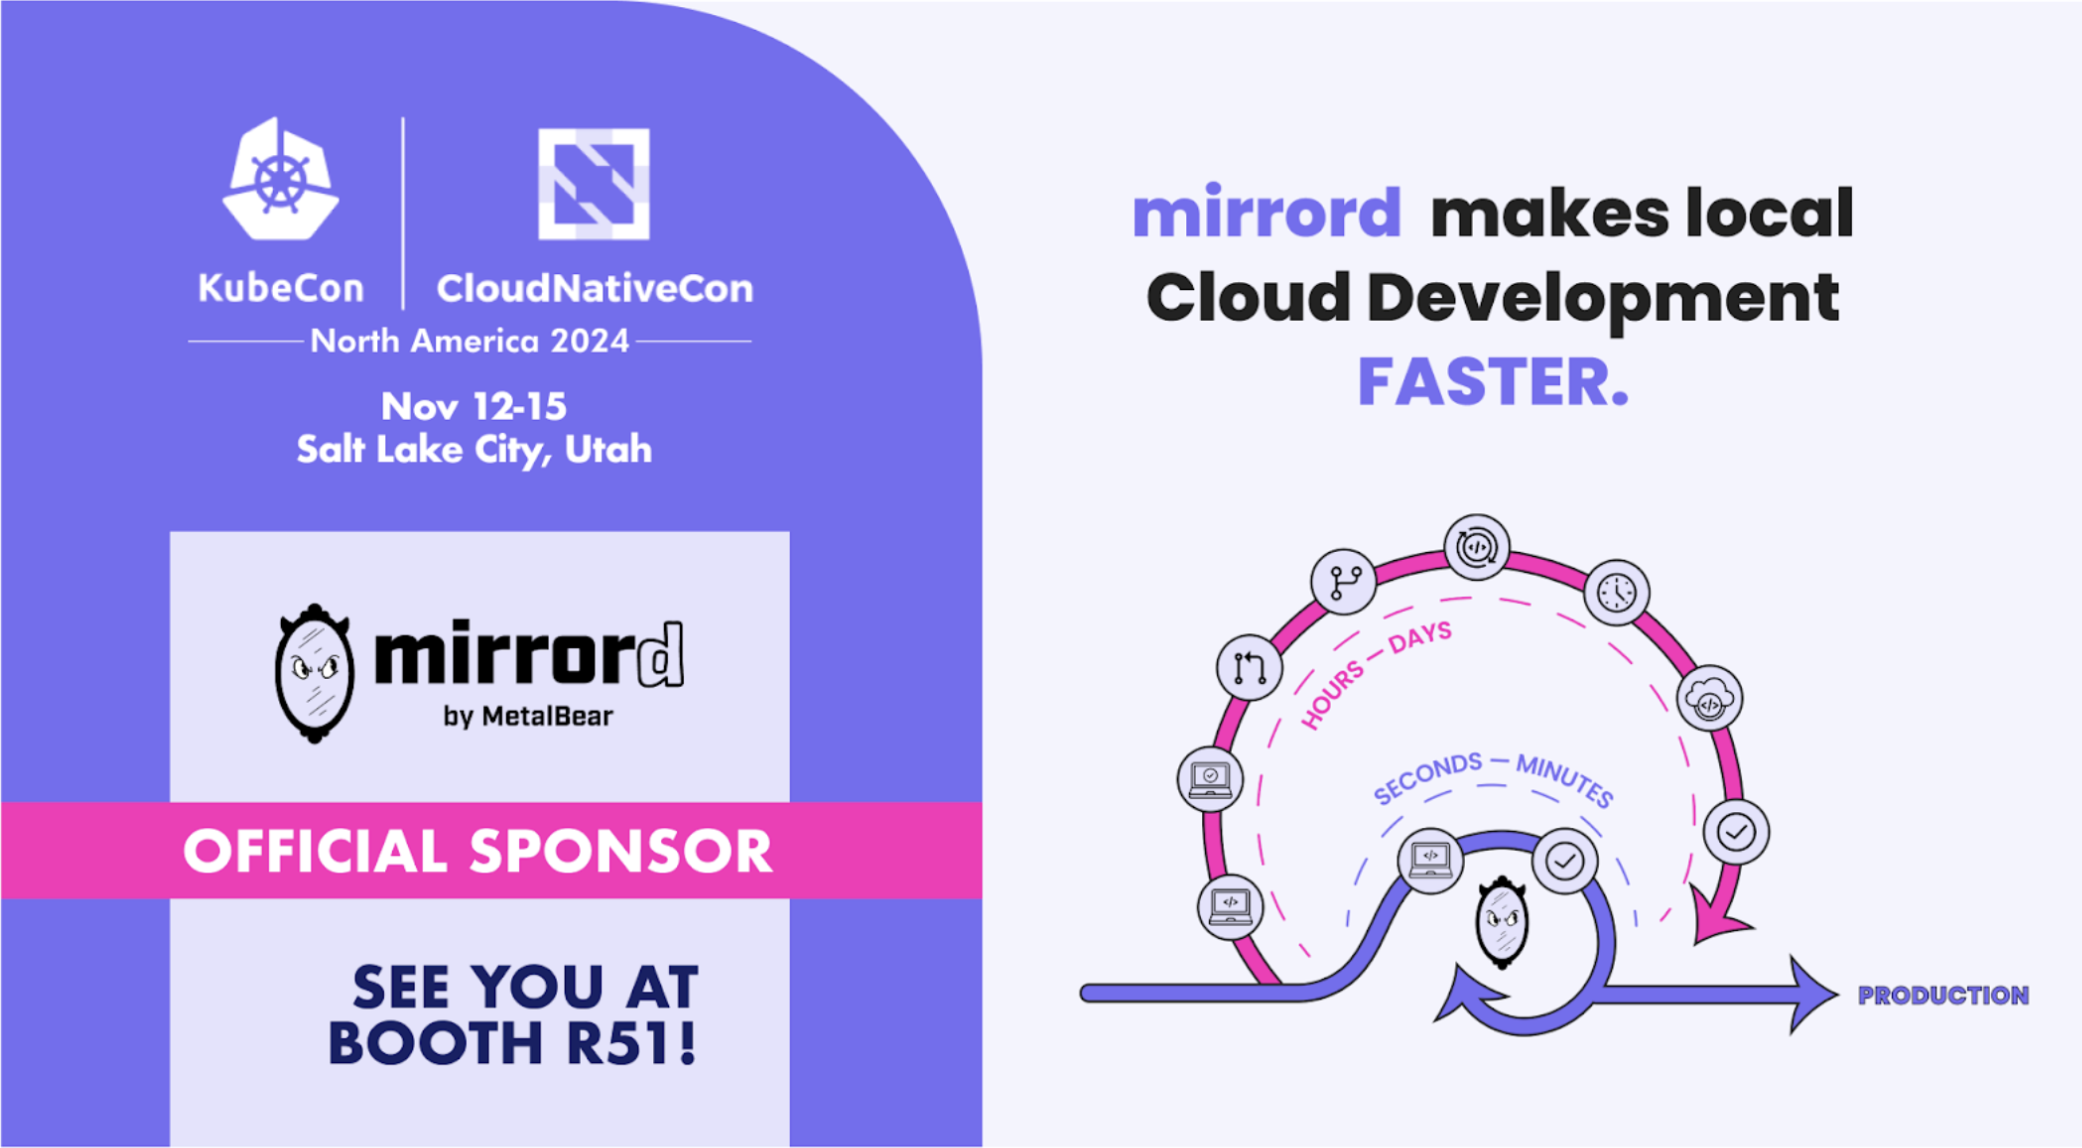 KubeCon
CloudNativeCon
North America 2024
Nov 12-15
Salt Lake City, Utah
mirrord
by MetalBear
OFFICIAL SPONSOR
SEE YOU AT
BOOTH R51!
mirrord makes local
Cloud Development
FASTER.
HOURS — DAYS
SECONDS — MINUTES
PRODUCTION